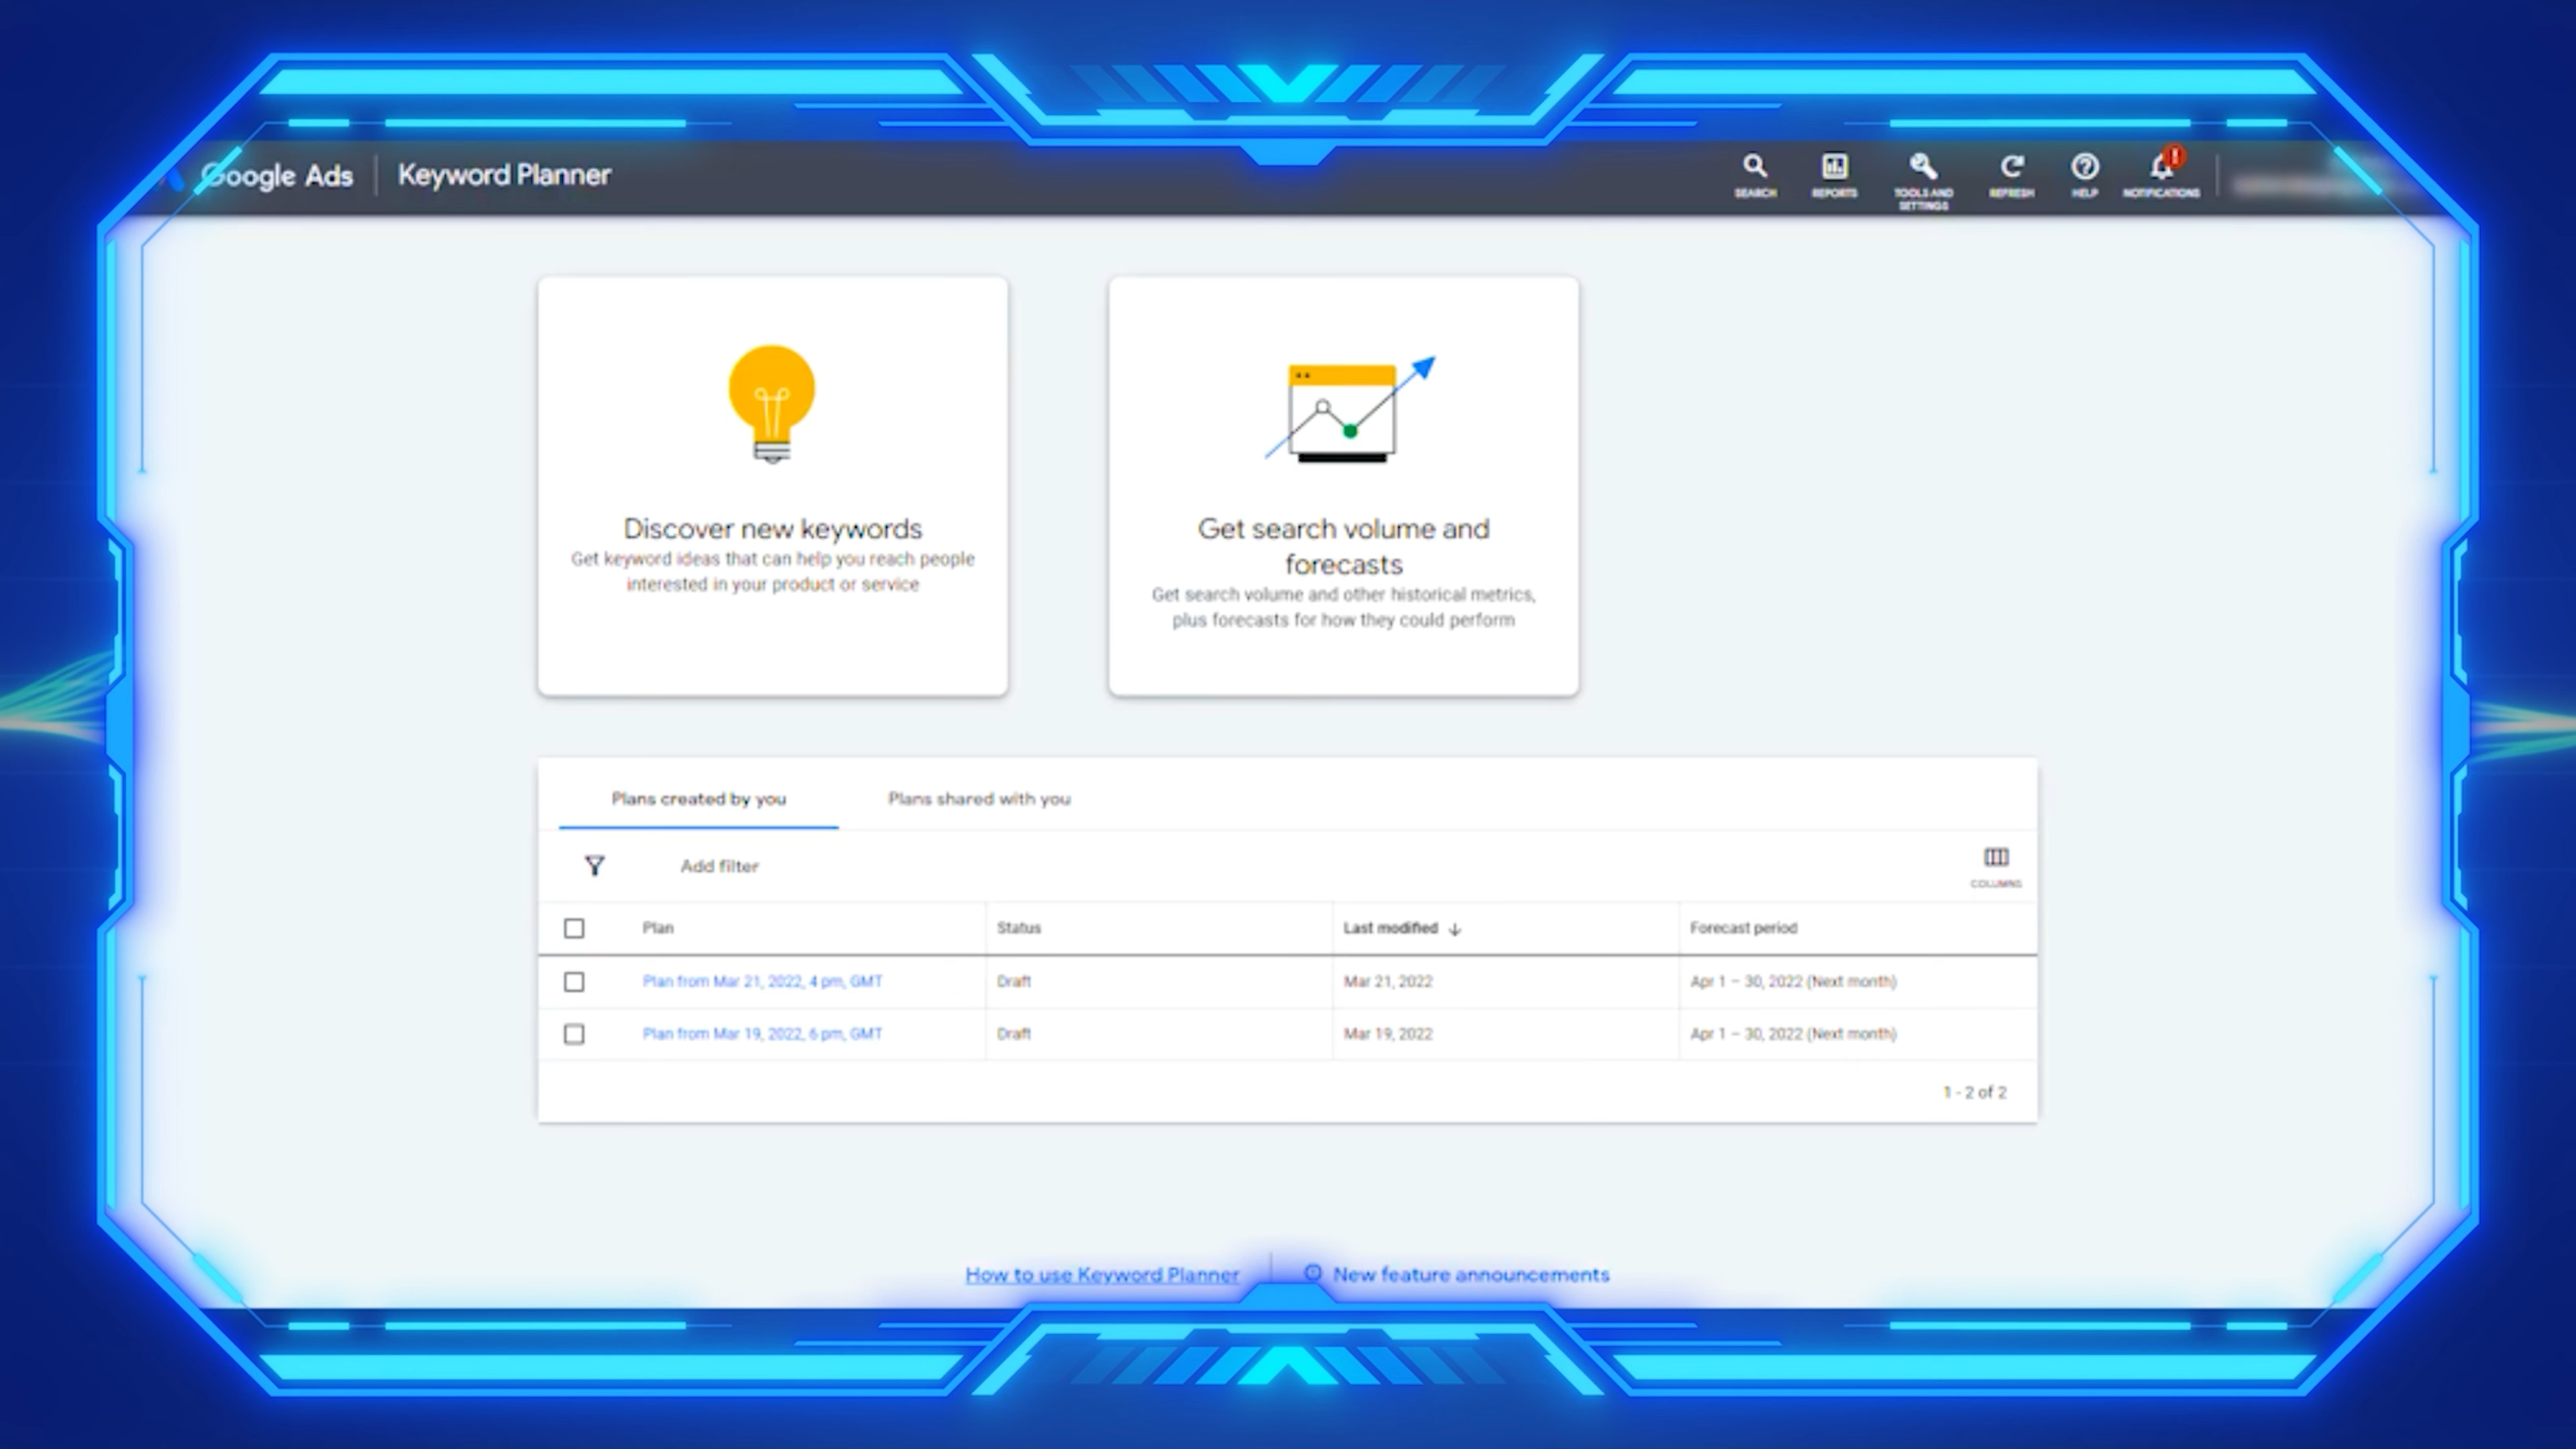 Google Ads
Keyword Planner
SEARCH
REPORTS
TOOLS AND
SETTINGS
REFRESH
HELP
!
NOTIFICATIONS
Discover new keywords
Get keyword ideas that can help you reach people
interested in your product or service
Get search volume and
forecasts
Get search volume and other historical metrics,
plus forecasts for how they could perform
Plans created by you
Plans shared with you
Add filter
COLUMNS
Plan
Status
Last modified
Forecast period
Plan from Mar 21, 2022, 4 pm, GMT
Draft
Mar 21, 2022
Apr 1 – 30, 2022 (Next month)
Plan from Mar 19, 2022, 6 pm, GMT
Draft
Mar 19, 2022
Apr 1 – 30, 2022 (Next month)
1 - 2 of 2
How to use Keyword Planner
New feature announcements